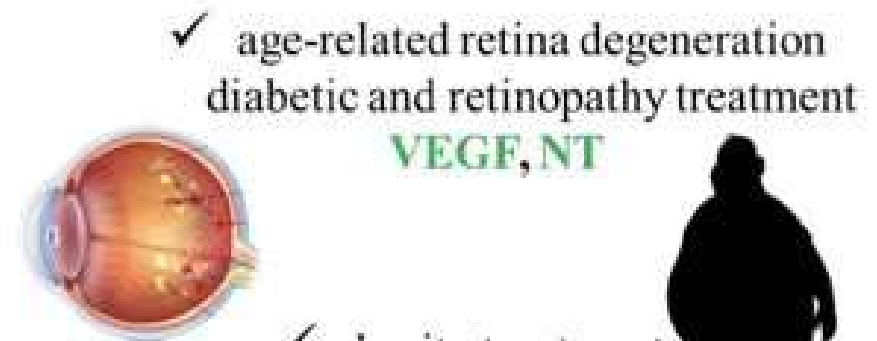 ✓ age-related retina degeneration
diabetic and retinopathy treatment
VEGF, NT